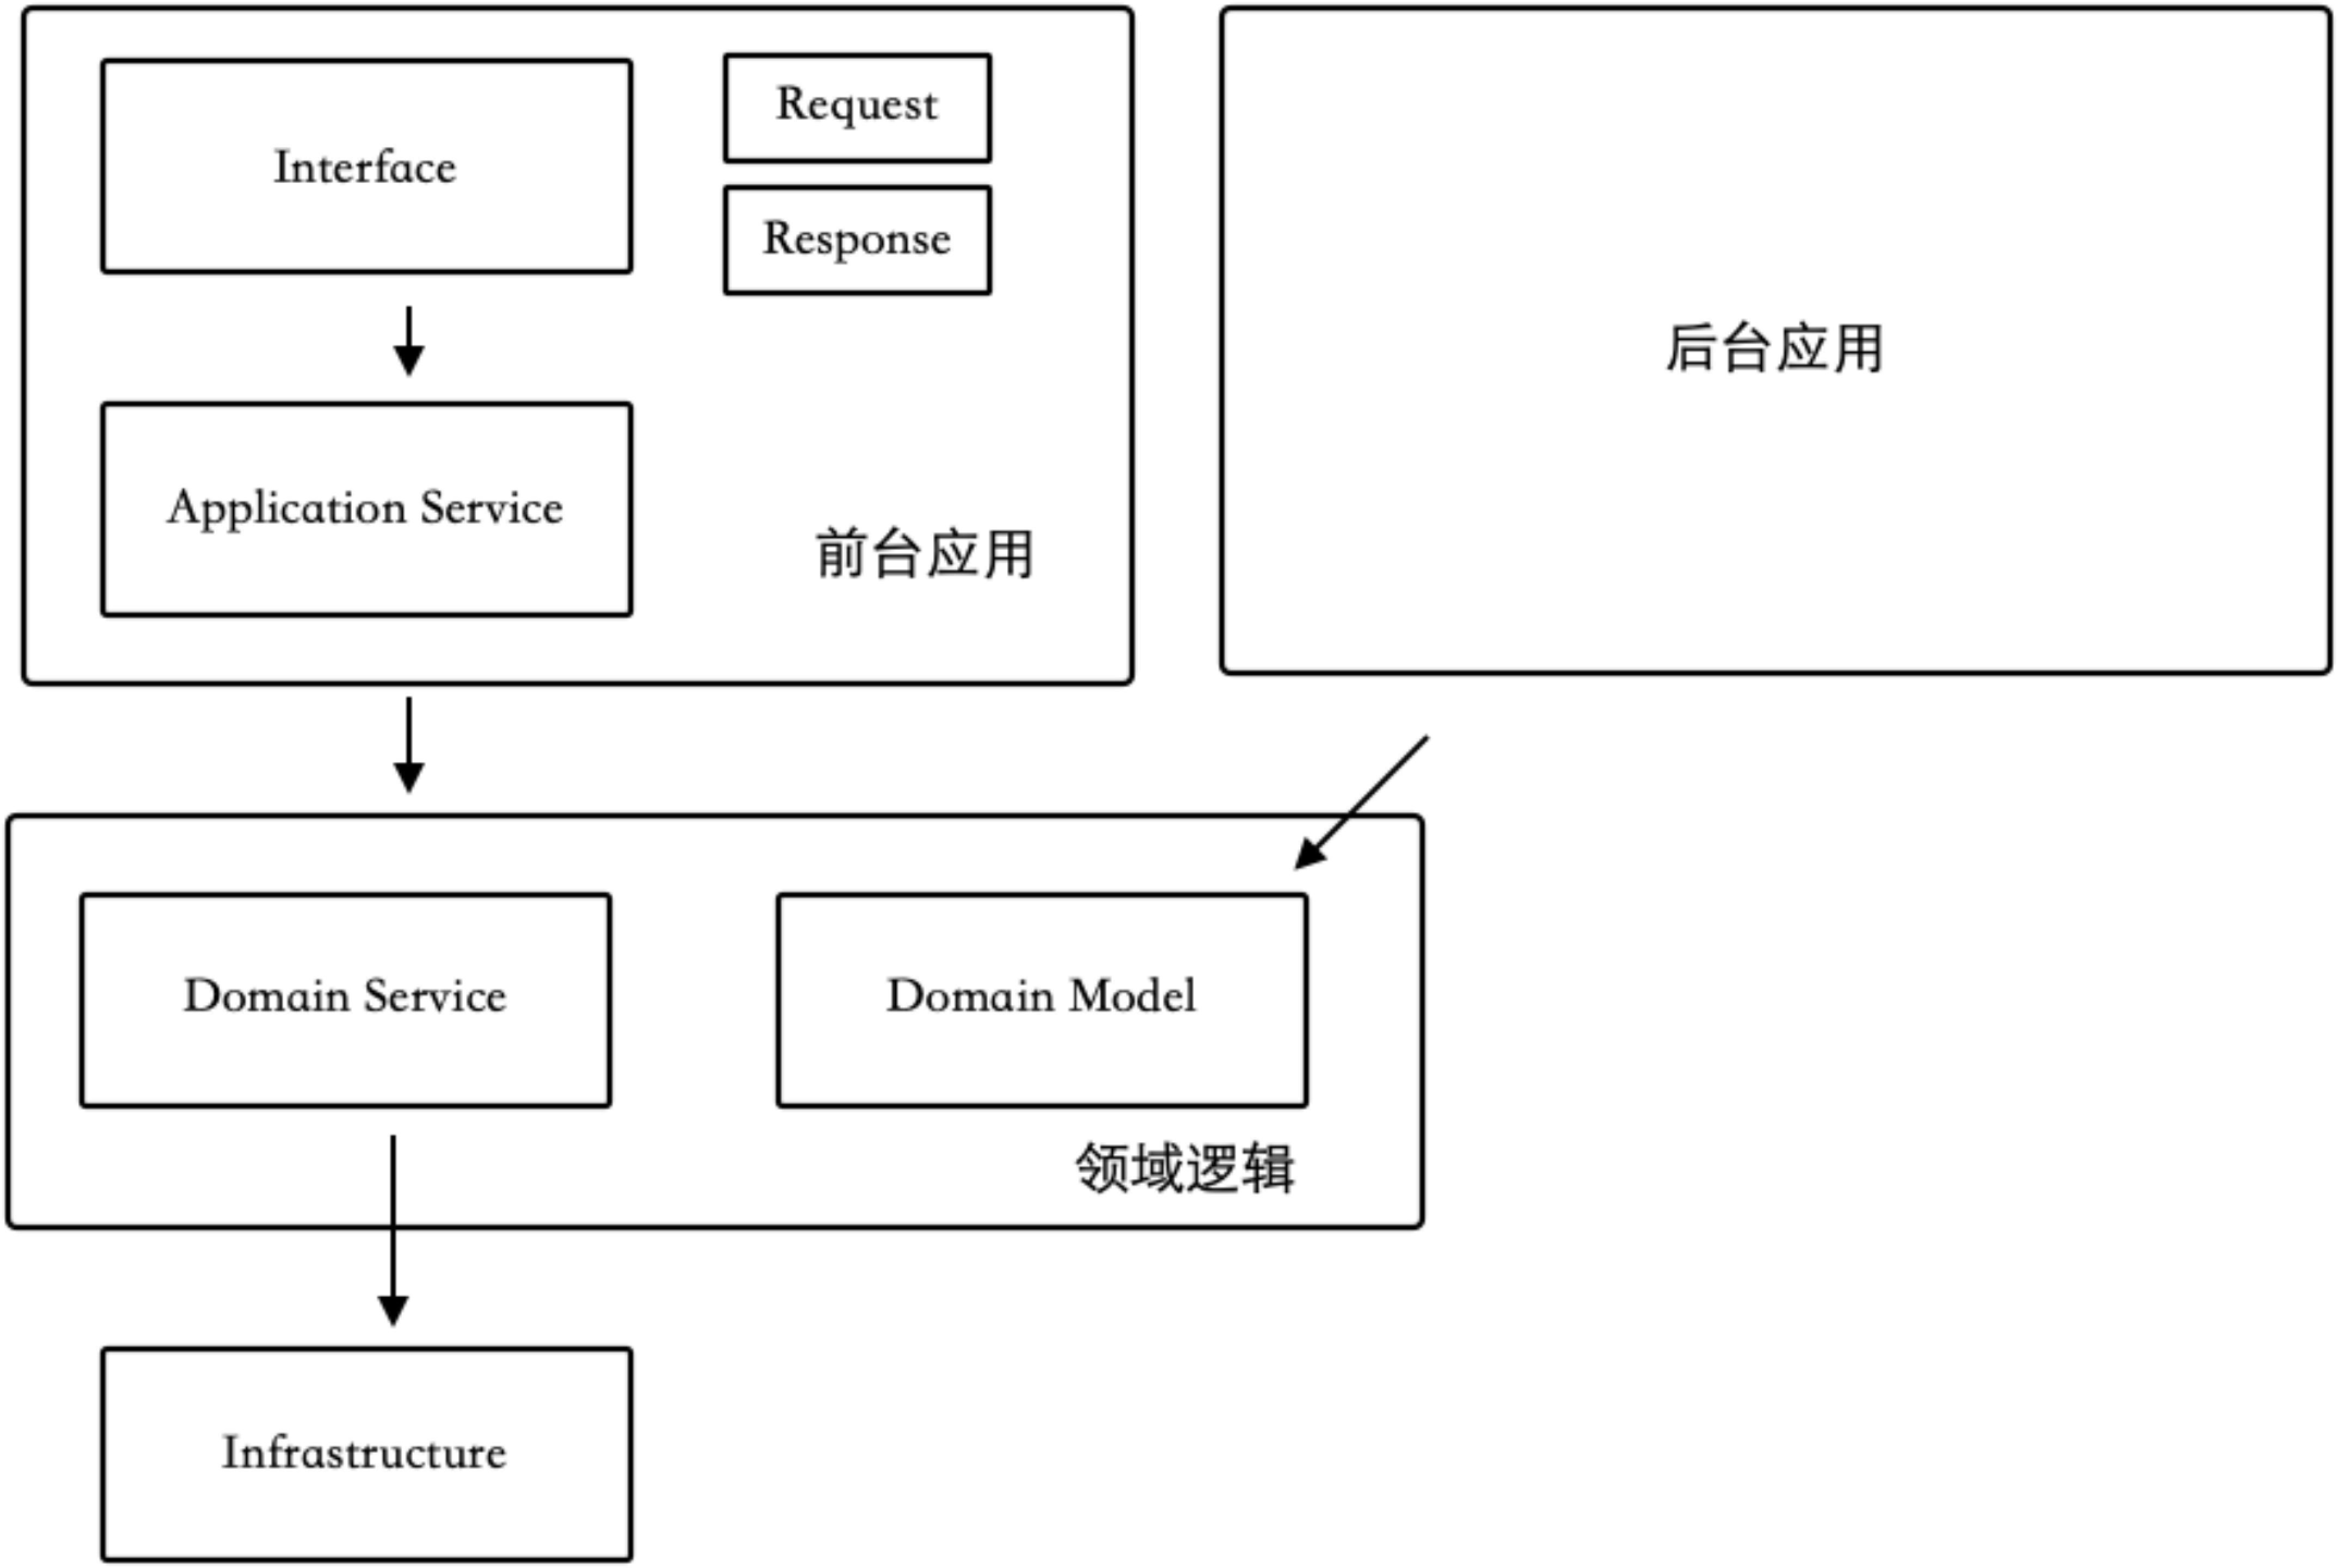 Interface
Request
Response
Application Service
前台应用
后台应用
Domain Service
Domain Model
领域逻辑
Infrastructure